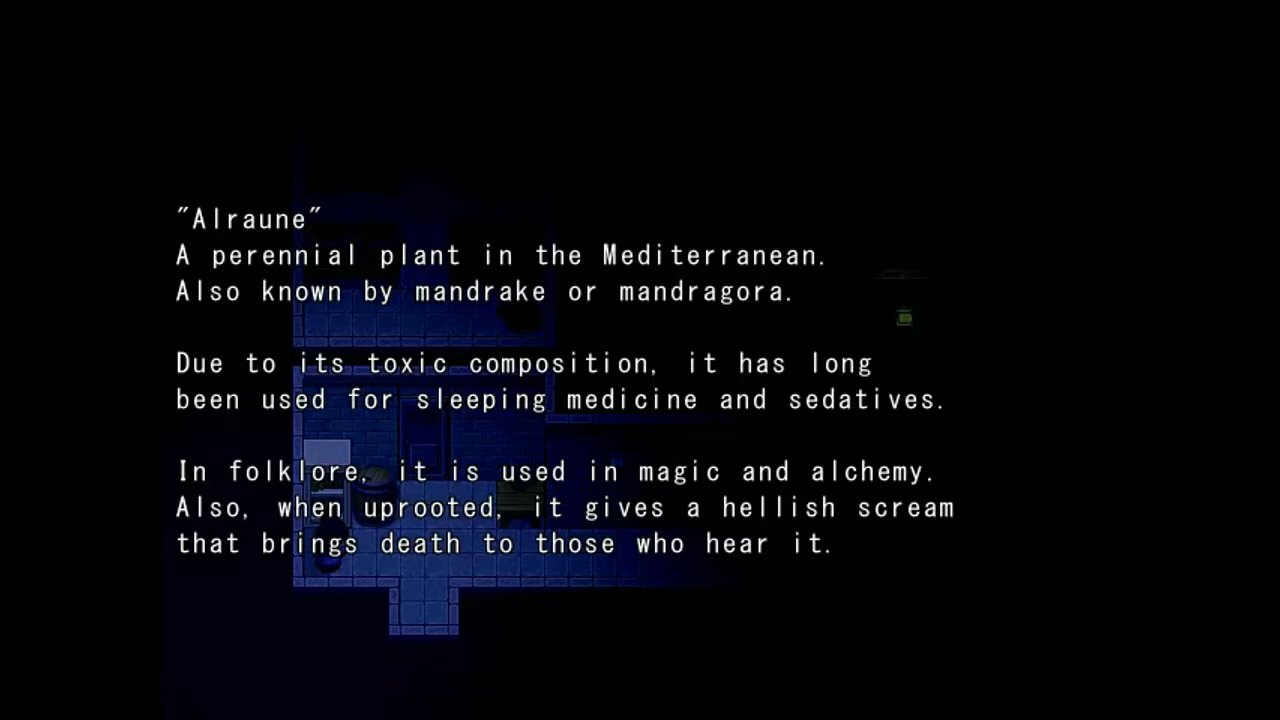 "Alraune"
A perennial plant in the Mediterranean.
Also known by mandrake or mandragora.
Due to its toxic composition, it has long
been used for sleeping medicine and sedatives.
In folklore, it is used in magic and alchemy.
Also, when uprooted, it gives a hellish scream
that brings death to those who hear it.